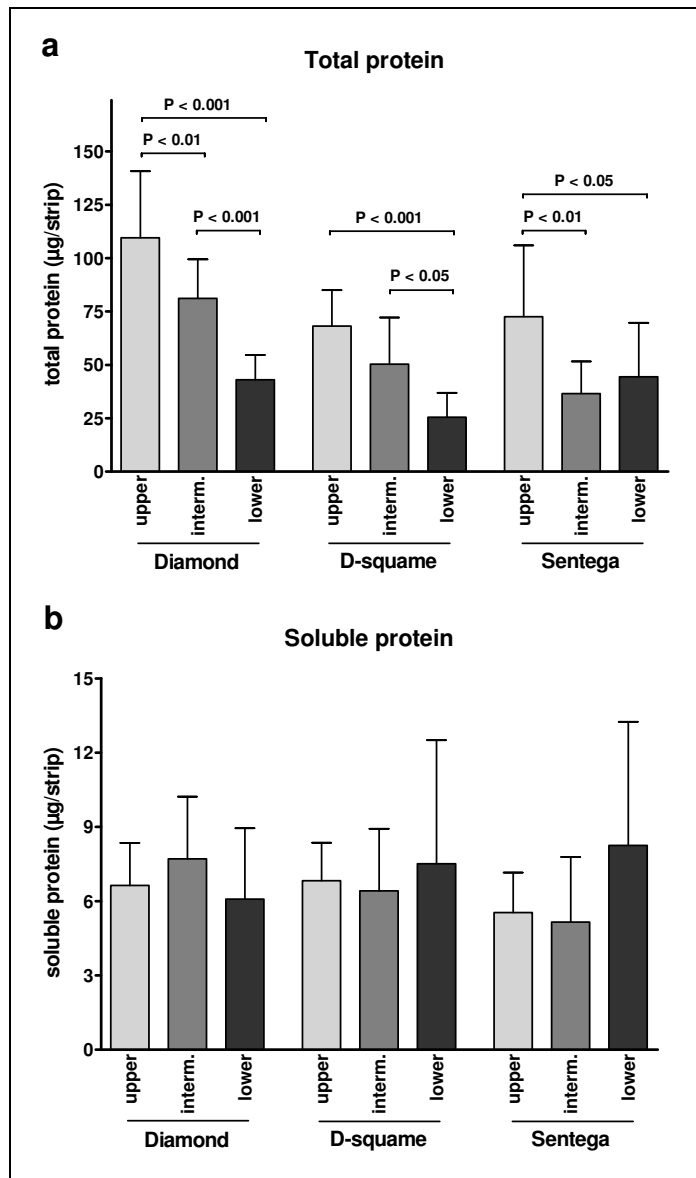 a
Total protein
P < 0.001
P < 0.01
P < 0.001
P < 0.001
P < 0.05
P < 0.05
P < 0.01
total protein (µg/strip)
150
125
100
75
50
25
0
upper
interm.
lower
upper
interm.
lower
upper
interm.
lower
Diamond
D-squame
Sentega
b
Soluble protein
soluble protein (µg/strip)
15
12
9
6
3
0
upper
interm.
lower
upper
interm.
lower
upper
interm.
lower
Diamond
D-squame
Sentega